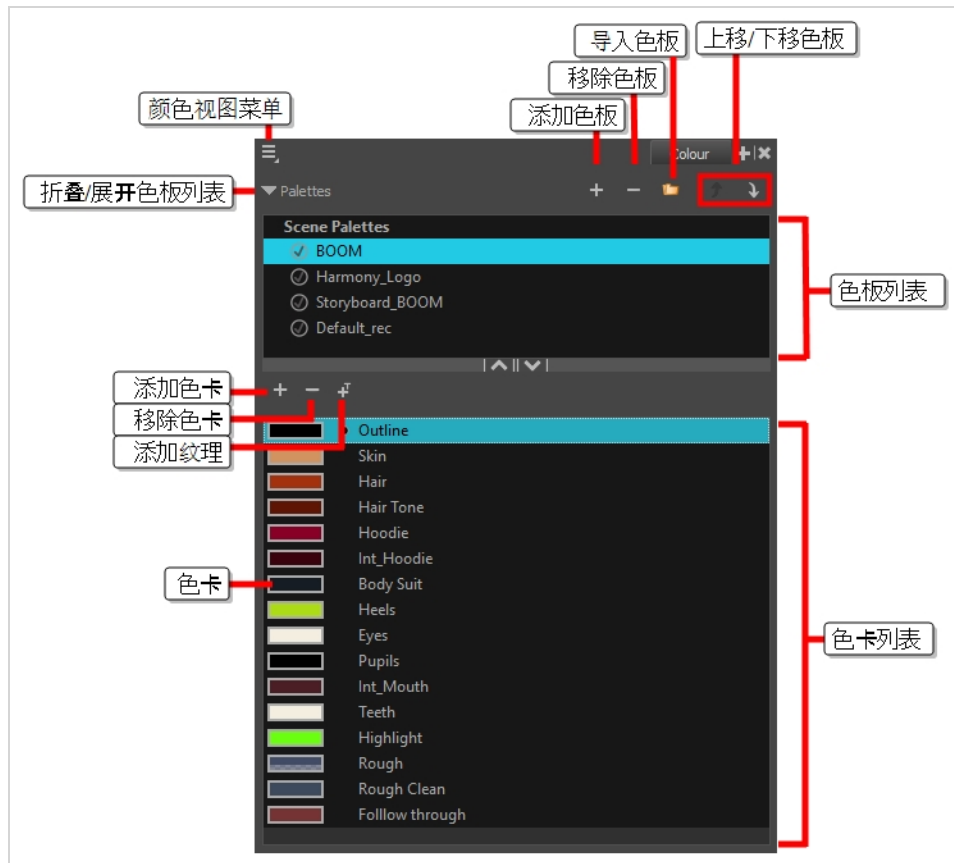 导入色板
上移/下移色板
移除色板
颜色视图菜单
添加色板
Colour
折叠/展开色板列表
Palettes
Scene Palettes
BOOM
Harmony_Logo
色板列表
Storyboard_BOOM
Default_rec
添加色卡
移除色卡
添加纹理
Outline
Skin
Hair
Hair Tone
Hoodie
Int_Hoodie
色卡
Body Suit
Heels
Eyes
色卡列表
Pupils
Int_Mouth
Teeth
Highlight
Rough
Rough Clean
Folllow through